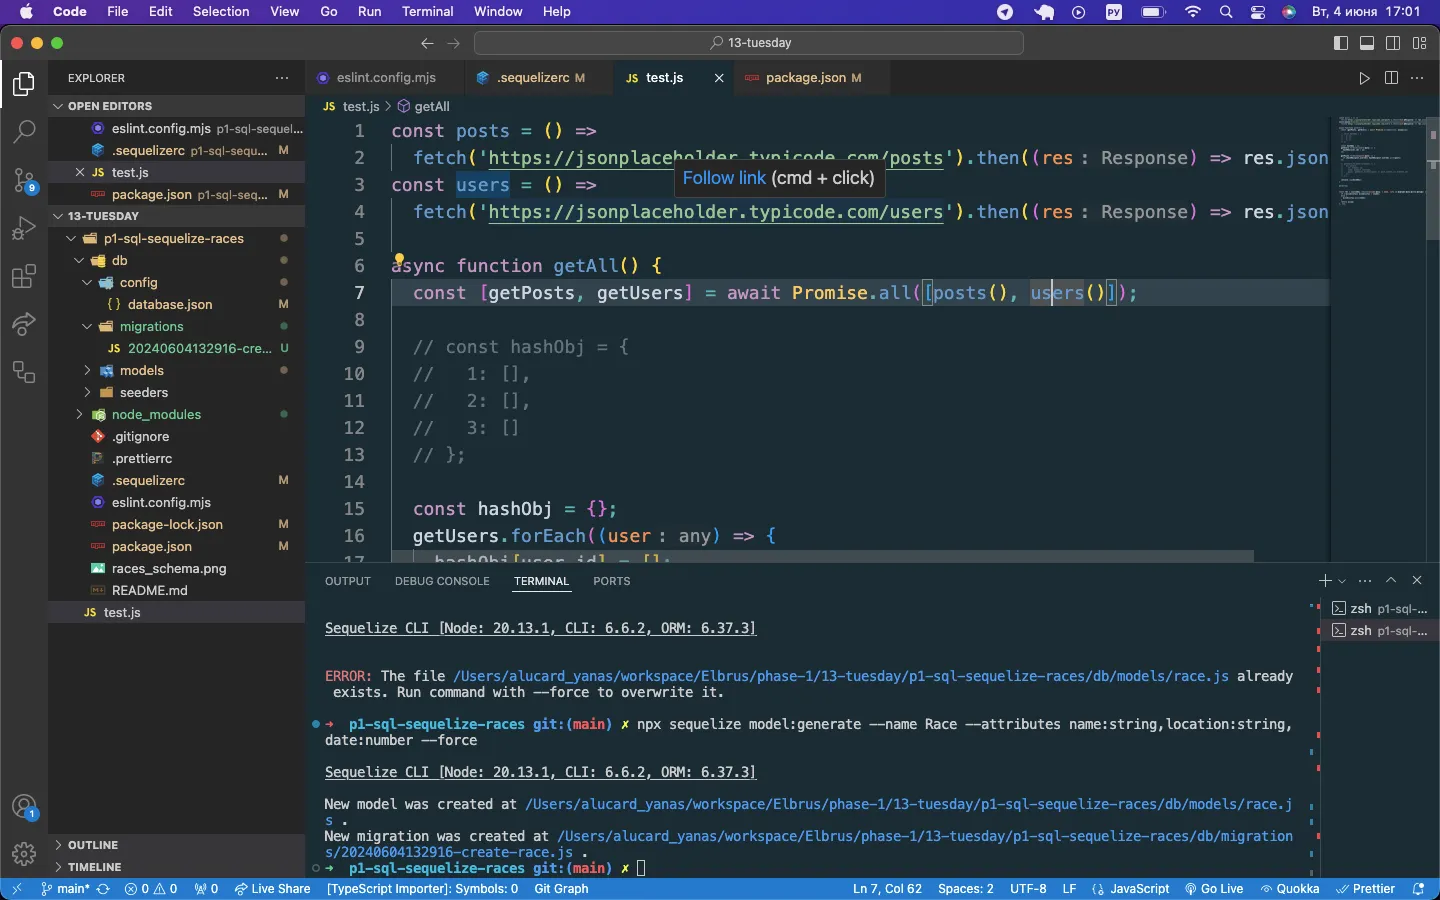 Code File Edit Selection View Go Run Terminal Window Help РУ Вт, 4 июня 17:01
13-tuesday
EXPLORER
eslint.config.mjs .sequelizerc M JS test.js package.json M
OPEN EDITORS
eslint.config.mjs p1-sql-sequel...
.sequelizerc p1-sql-sequ... M
JS test.js
package.json p1-sql-seq... M
13-TUESDAY
p1-sql-sequelize-races
db
config
{} database.json M
migrations
JS 20240604132916-cre... U
models
seeders
node_modules
.gitignore
.prettierrc
.sequelizerc M
eslint.config.mjs
package-lock.json M
package.json M
races_schema.png
README.md
JS test.js
OUTLINE
TIMELINE
9
1
JS test.js > getAll
1 const posts = () =>
2 fetch('https://jsonplaceholder.typicode.com/posts').then((res: Response) => res.json
Follow link (cmd + click)
3 const users = () =>
4 fetch('https://jsonplaceholder.typicode.com/users').then((res: Response) => res.json
5
6 async function getAll() {
7 const [getPosts, getUsers] = await Promise.all([posts(), users()]);
8
9 // const hashObj = {
10 // 1: [],
11 // 2: [],
12 // 3: []
13 // };
14
15 const hashObj = {};
16 getUsers.forEach((user: any) => {
17 hashObj[user.id] = [];
OUTPUT DEBUG CONSOLE TERMINAL PORTS
zsh p1-sql-...
zsh p1-sql-...
Sequelize CLI [Node: 20.13.1, CLI: 6.6.2, ORM: 6.37.3]
ERROR: The file /Users/alucard_yanas/workspace/Elbrus/phase-1/13-tuesday/p1-sql-sequelize-races/db/models/race.js already
exists. Run command with --force to overwrite it.
➜ p1-sql-sequelize-races git:(main) ✗ npx sequelize model:generate --name Race --attributes name:string,location:string,
date:number --force
Sequelize CLI [Node: 20.13.1, CLI: 6.6.2, ORM: 6.37.3]
New model was created at /Users/alucard_yanas/workspace/Elbrus/phase-1/13-tuesday/p1-sql-sequelize-races/db/models/race.j
s .
New migration was created at /Users/alucard_yanas/workspace/Elbrus/phase-1/13-tuesday/p1-sql-sequelize-races/db/migration
s/20240604132916-create-race.js .
➜ p1-sql-sequelize-races git:(main) ✗
main* 0 0 0 Live Share [TypeScript Importer]: Symbols: 0 Git Graph Ln 7, Col 62 Spaces: 2 UTF-8 LF {} JavaScript Go Live Quokka Prettier